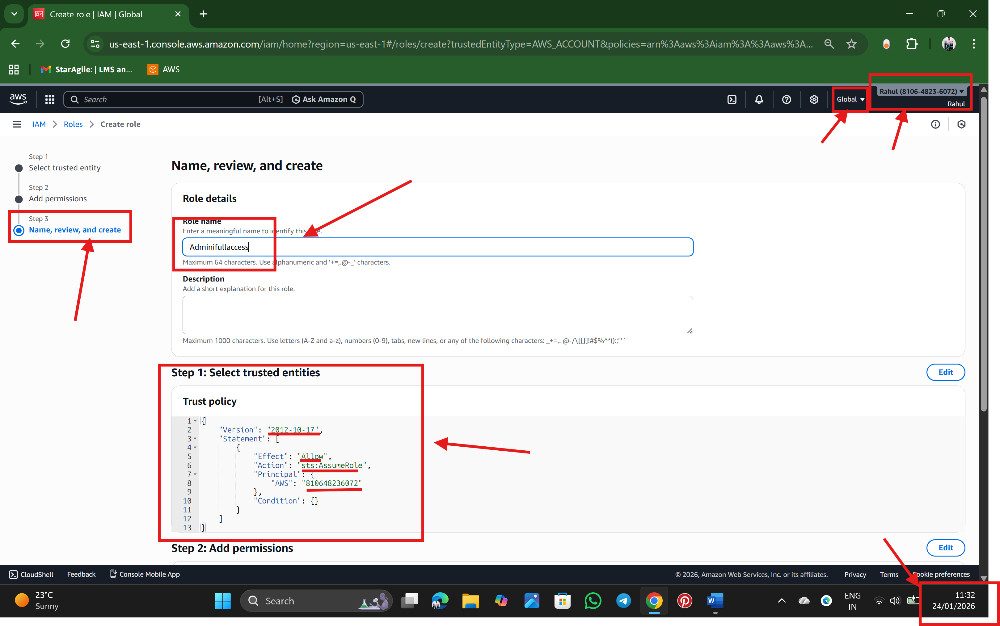 Create role | IAM | Global
us-east-1.console.aws.amazon.com/iam/home?region=us-east-1#/roles/create?trustedEntityType=AWS_ACCOUNT&policies=arn%3Aaws%3Aiam%3A%3Aaws%3A...
StarAgile: | LMS an...
AWS
aws
Search
[Alt+S]
Ask Amazon Q
Global
Rahul (8106-4823-6072)
Rahul
IAM
Roles
Create role
Step 1
Select trusted entity
Step 2
Add permissions
Step 3
Name, review, and create
Name, review, and create
Role details
Role name
Enter a meaningful name to identify this
Adminifullaccess
Maximum 64 characters. Use alphanumeric and '+=,.@-_' characters.
Description
Add a short explanation for this role.
Maximum 1000 characters. Use letters (A-Z and a-z), numbers (0-9), tabs, new lines, or any of the following characters: _+=,. @-/\[{}]!#$%^*():;"'`
Step 1: Select trusted entities
Edit
Trust policy
1 {
2 "Version": "2012-10-17",
3 "Statement": [
4 {
5 "Effect": "Allow",
6 "Action": "sts:AssumeRole",
7 "Principal": {
8 "AWS": "810648236072"
9 },
10 "Condition": {}
11 }
12 ]
13 }
Step 2: Add permissions
Edit
CloudShell
Feedback
Console Mobile App
© 2026, Amazon Web Services, Inc. or its affiliates.
Privacy
Terms
Cookie preferences
23°C
Sunny
Search
W
ENG
IN
11:32
24/01/2026